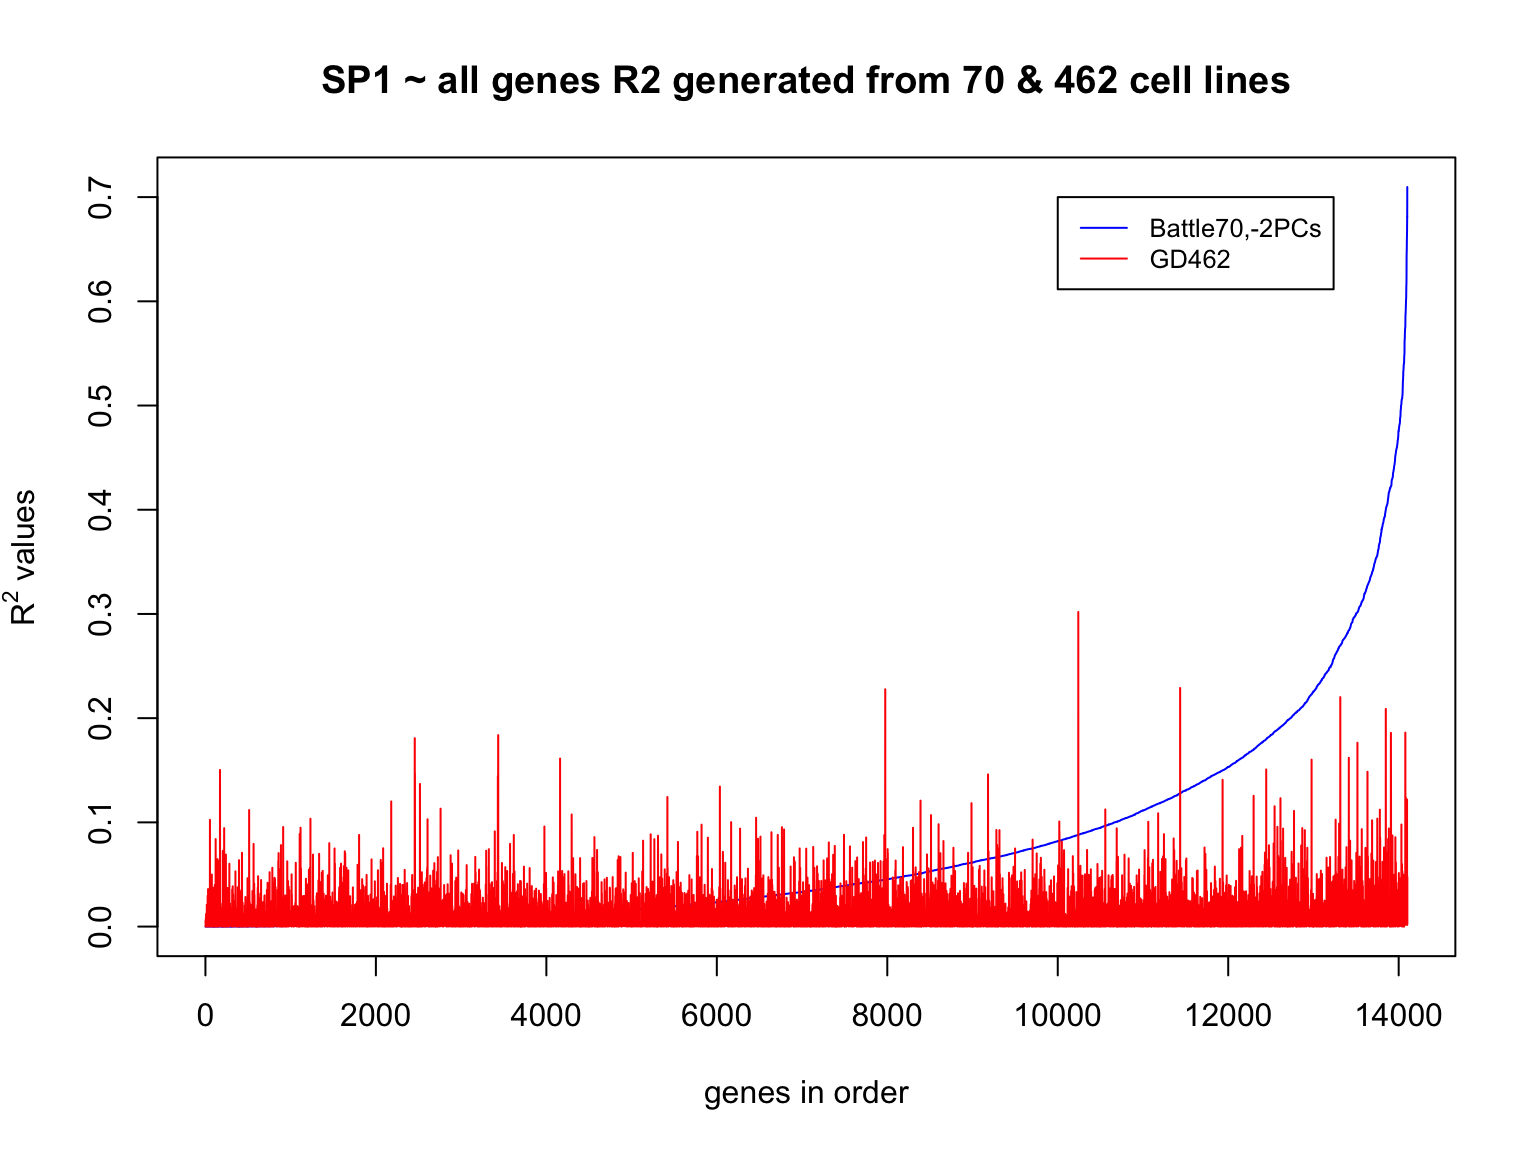 SP1 ~ all genes R2 generated from 70 & 462 cell lines
Battle70,-2PCs
GD462
R² values
0.7
0.6
0.5
0.4
0.3
0.2
0.1
0.0
0 2000 4000 6000 8000 10000 12000 14000
genes in order